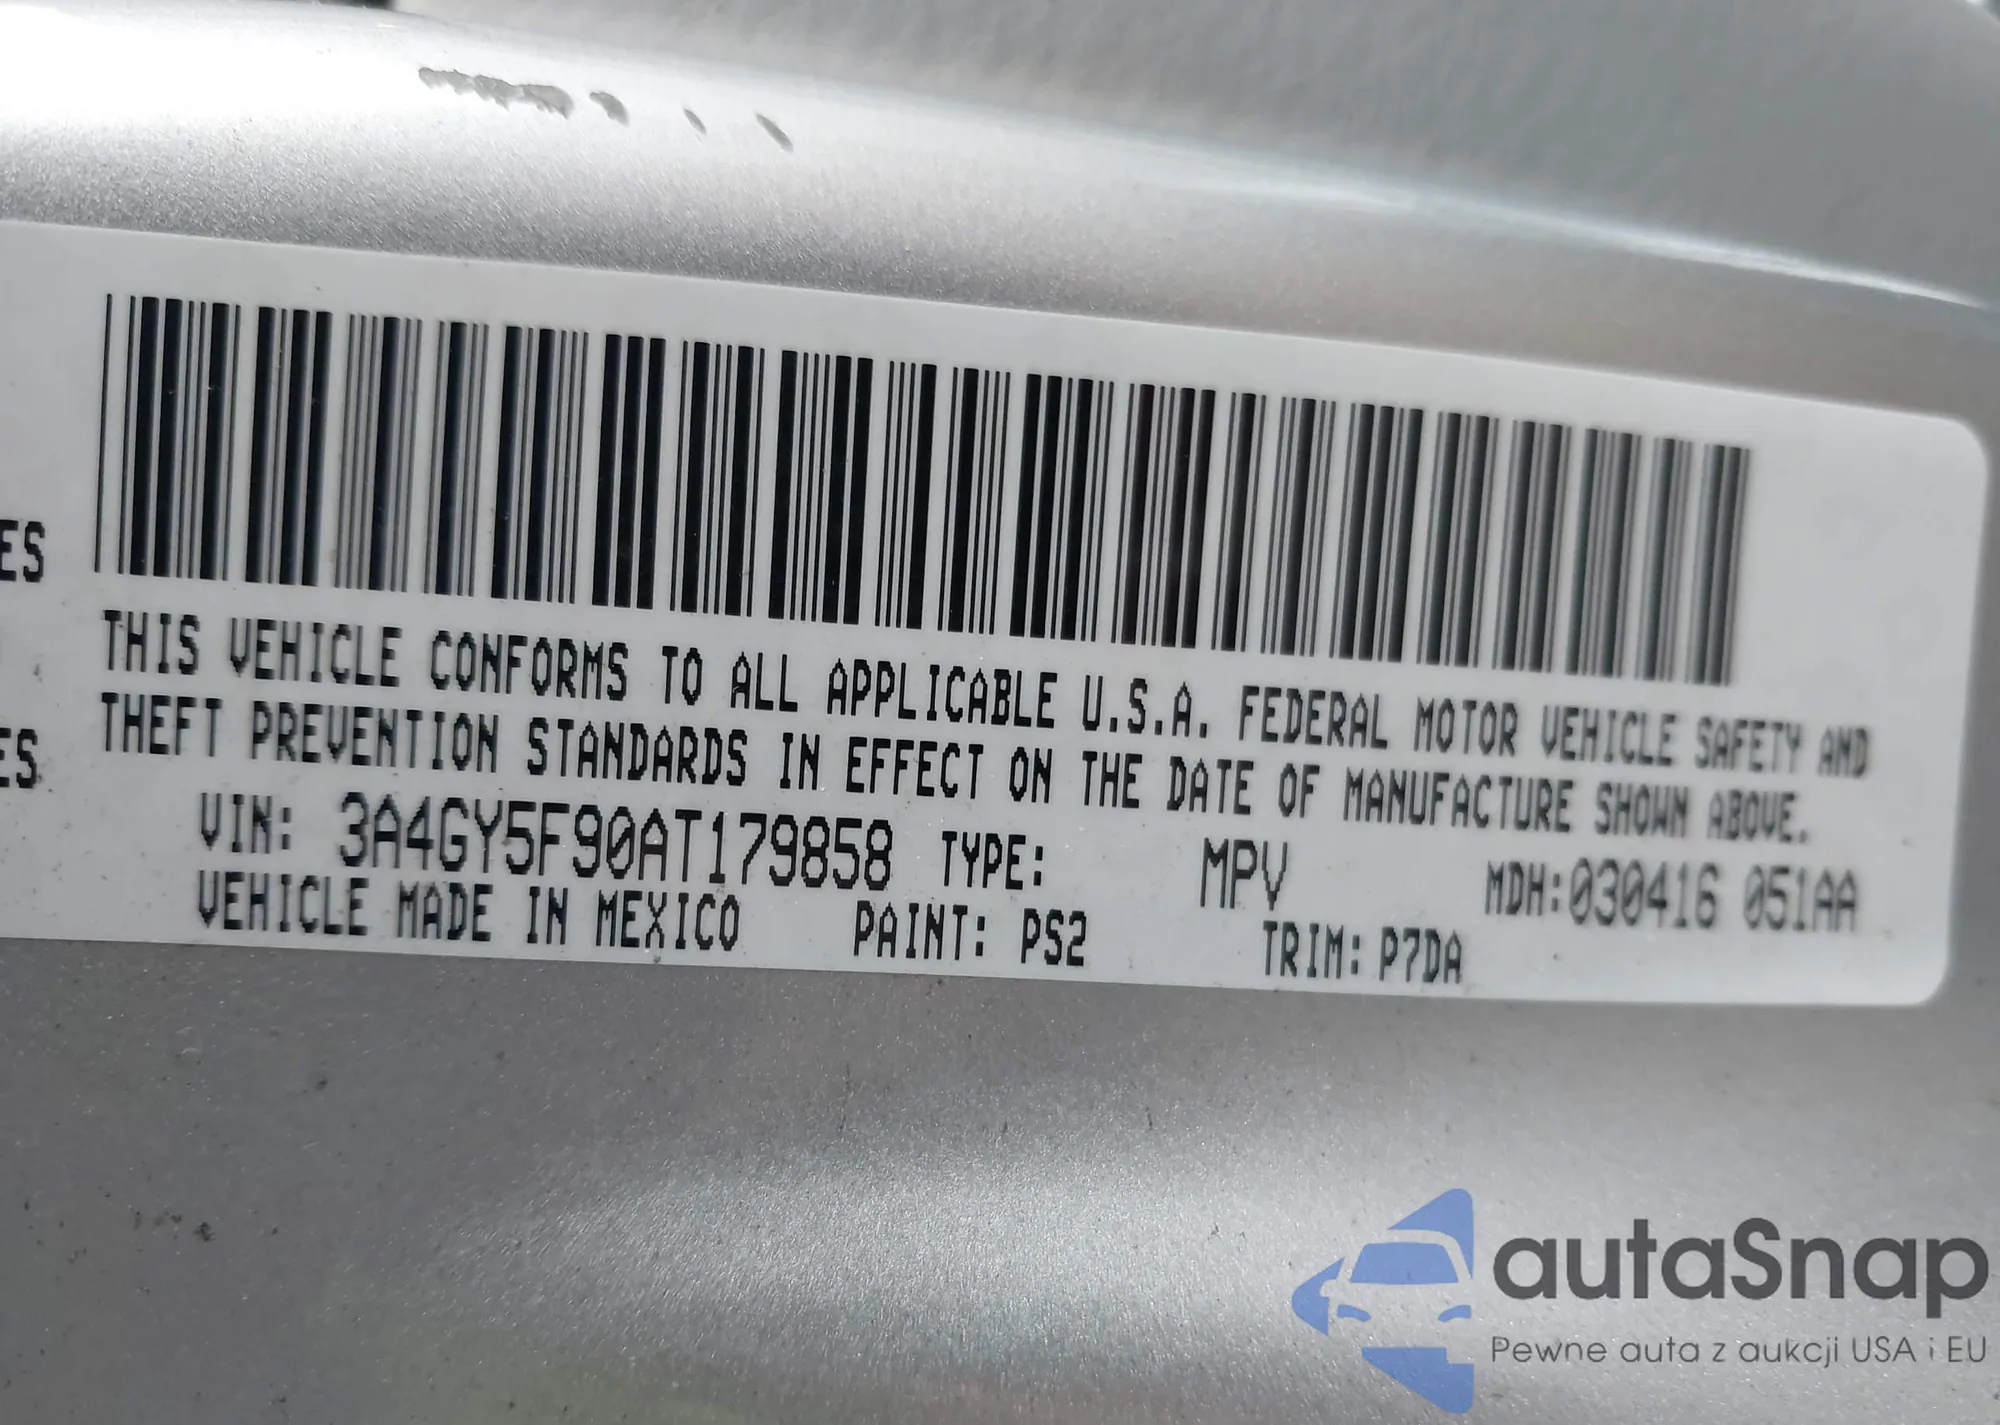 ES
THIS VEHICLE CONFORMS TO ALL APPLICABLE U.S.A. FEDERAL MOTOR VEHICLE SAFETY AND
THEFT PREVENTION STANDARDS IN EFFECT ON THE DATE OF MANUFACTURE SHOWN ABOVE.
ES
VIN: 3A4GY5F90AT179858 TYPE: MPV MDH:030416 051AA
VEHICLE MADE IN MEXICO PAINT: PS2 TRIM: P7DA
autaSnap
Pewne auta z aukcji USA i EU